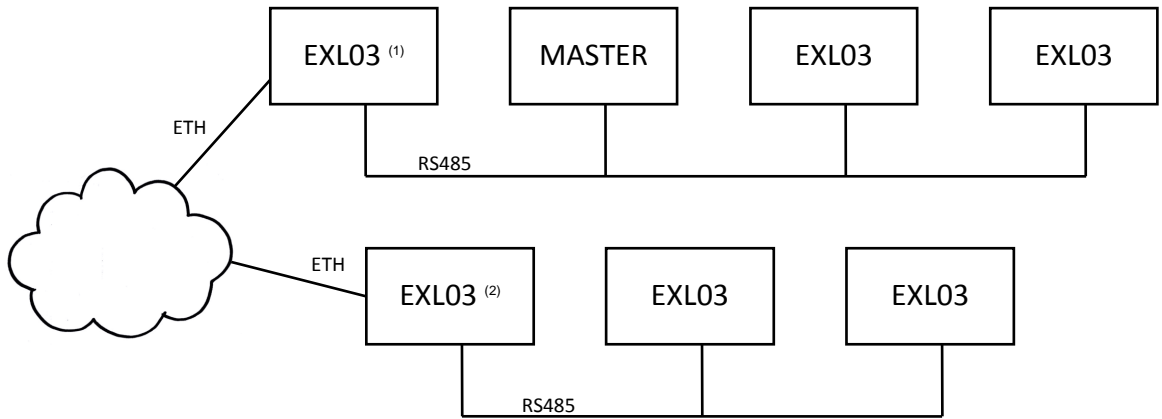 EXL03 (1)
MASTER
EXL03
EXL03
ETH
RS485
ETH
EXL03 (2)
EXL03
EXL03
RS485